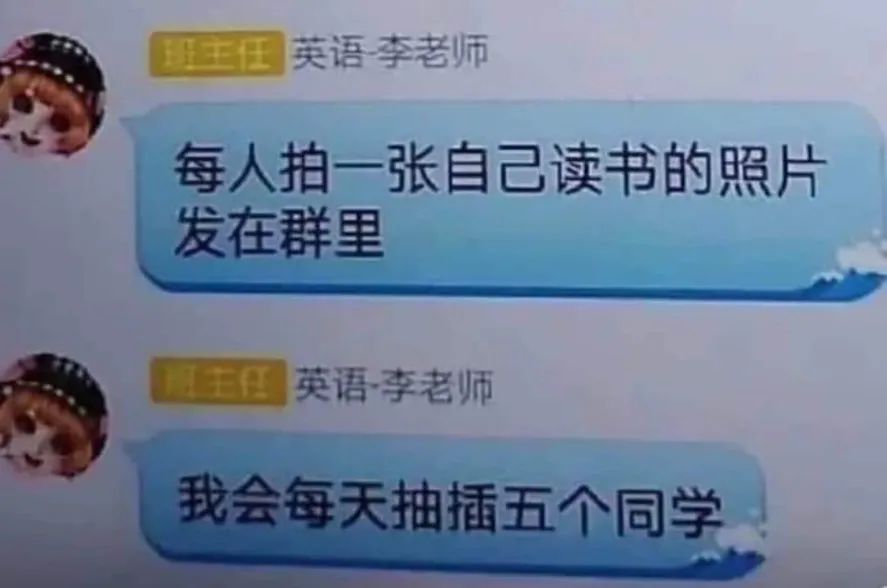 班主任 英语-李老师
每人拍一张自己读书的照片
发在群里
班主任 英语-李老师
我会每天抽插五个同学